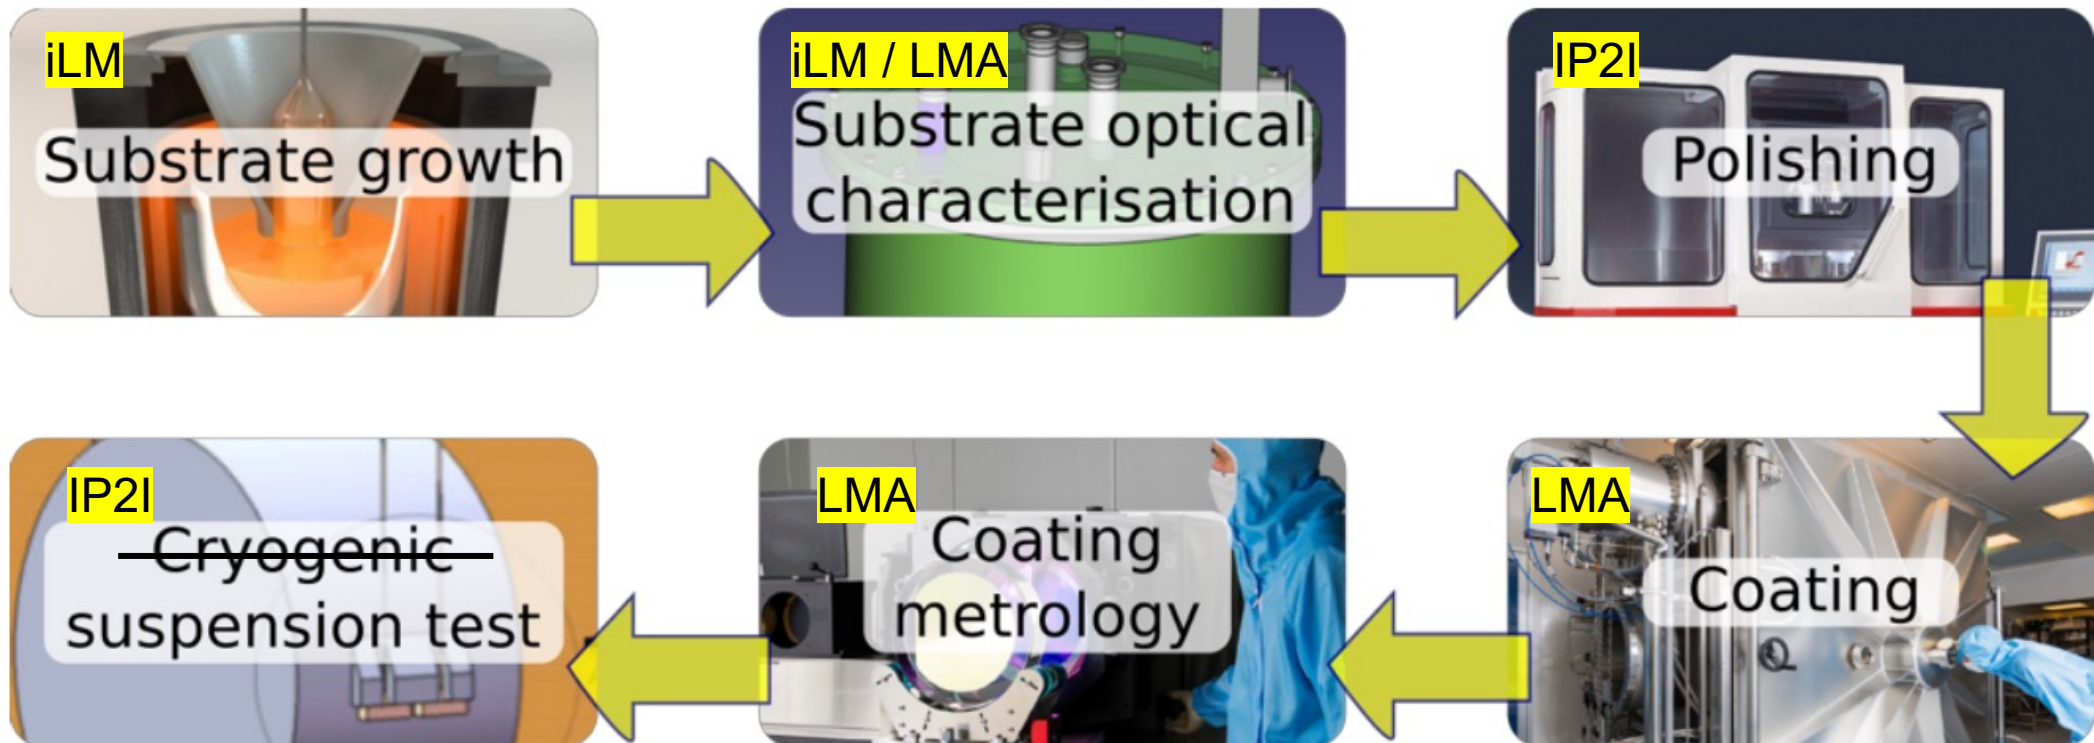 iLM
Substrate growth
iLM / LMA
Substrate optical
characterisation
IP2I
Polishing
LMA
Coating
LMA
Coating
metrology
IP2I
Cryogenic
suspension test